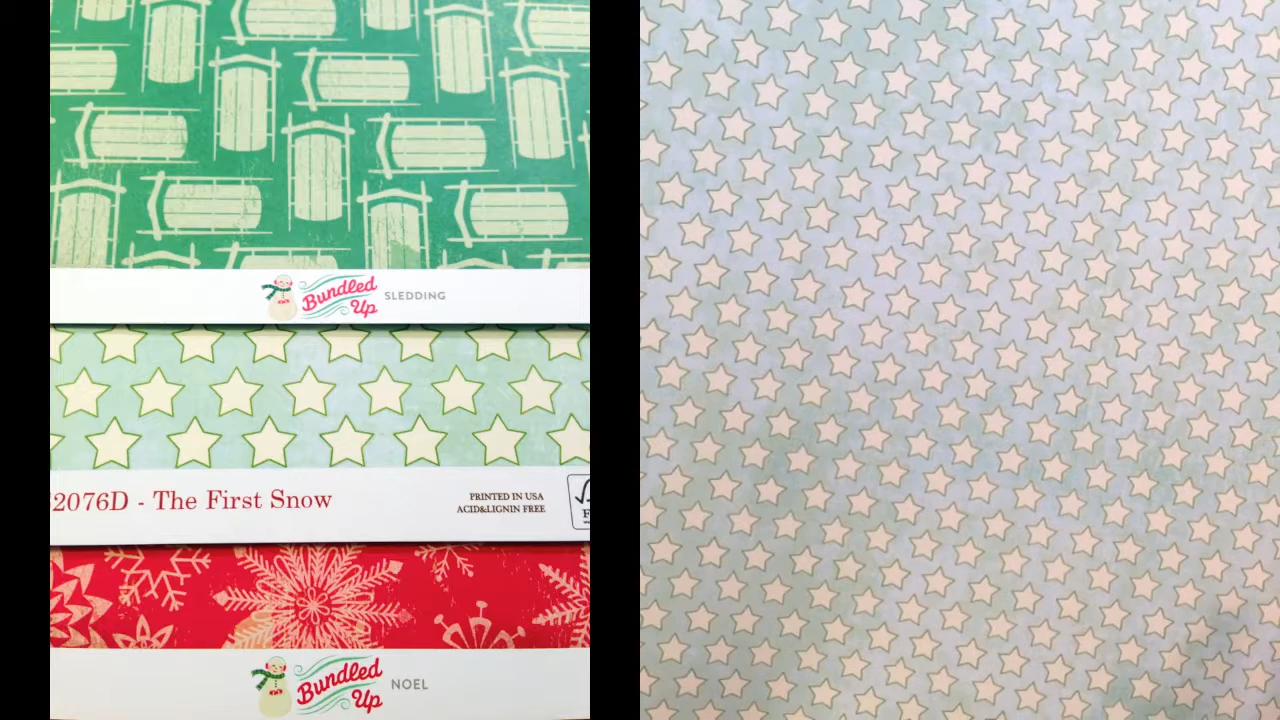 Bundled
Up SLEDDING
2076D - The First Snow
PRINTED IN USA
ACID&LIGNIN FREE
Bundled
Up NOEL